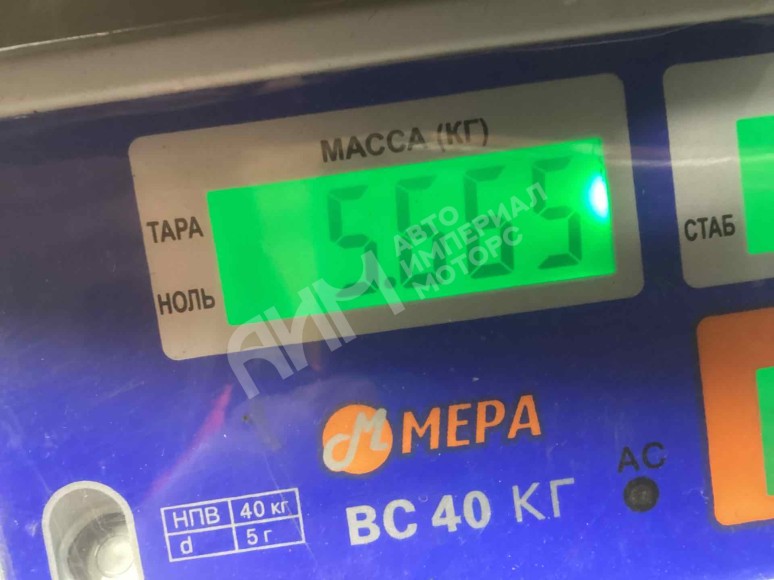 МАССА (КГ)
ТАРА
НОЛЬ
5.665
СТАБ
АИМ
АВТО
ИМПЕРИАЛ
МОТОРС
МЕРА
АС
НПВ 40 кг
d 5 г
ВС 40 КГ